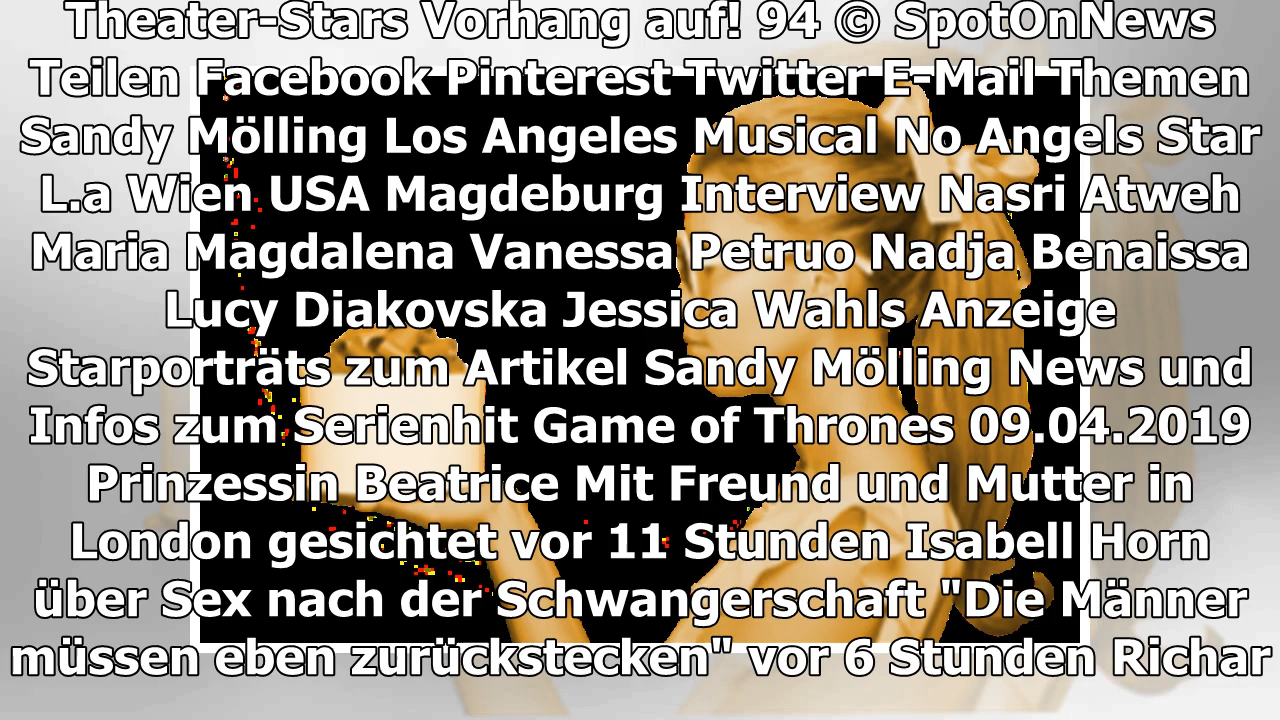 Theater-Stars Vorhang auf! 94 © SpotOnNews
Teilen Facebook Pinterest Twitter E-Mail Themen
Sandy Mölling Los Angeles Musical No Angels Star
L.a Wien USA Magdeburg Interview Nasri Atweh
Maria Magdalena Vanessa Petruo Nadja Benaissa
Lucy Diakovska Jessica Wahls Anzeige
Starporträts zum Artikel Sandy Mölling News und
Infos zum Serienhit Game of Thrones 09.04.2019
Prinzessin Beatrice Mit Freund und Mutter in
London gesichtet vor 11 Stunden Isabell Horn
über Sex nach der Schwangerschaft "Die Männer
müssen eben zurückstecken" vor 6 Stunden Richar